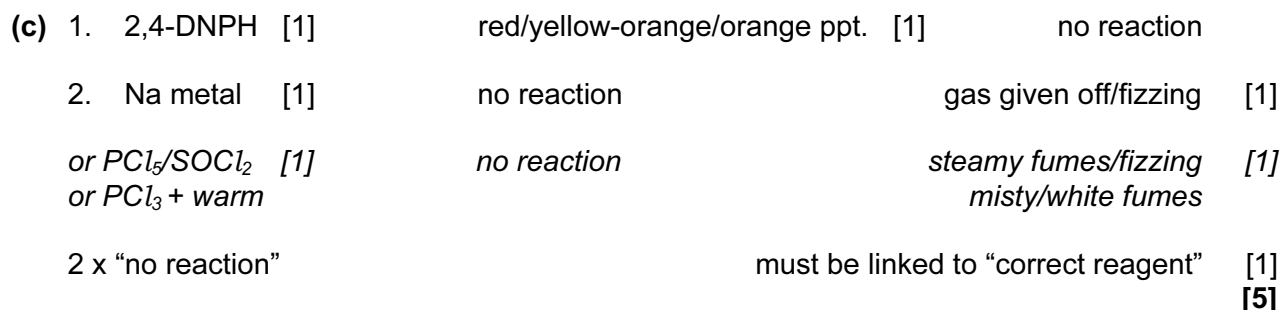 (c) 1. 2,4-DNPH [1] red/yellow-orange/orange ppt. [1] no reaction
2. Na metal [1] no reaction gas given off/fizzing [1]
or PCl₅/SOCl₂ [1] no reaction steamy fumes/fizzing [1]
or PCl₃ + warm misty/white fumes
2 x “no reaction” must be linked to “correct reagent” [1]
[5]